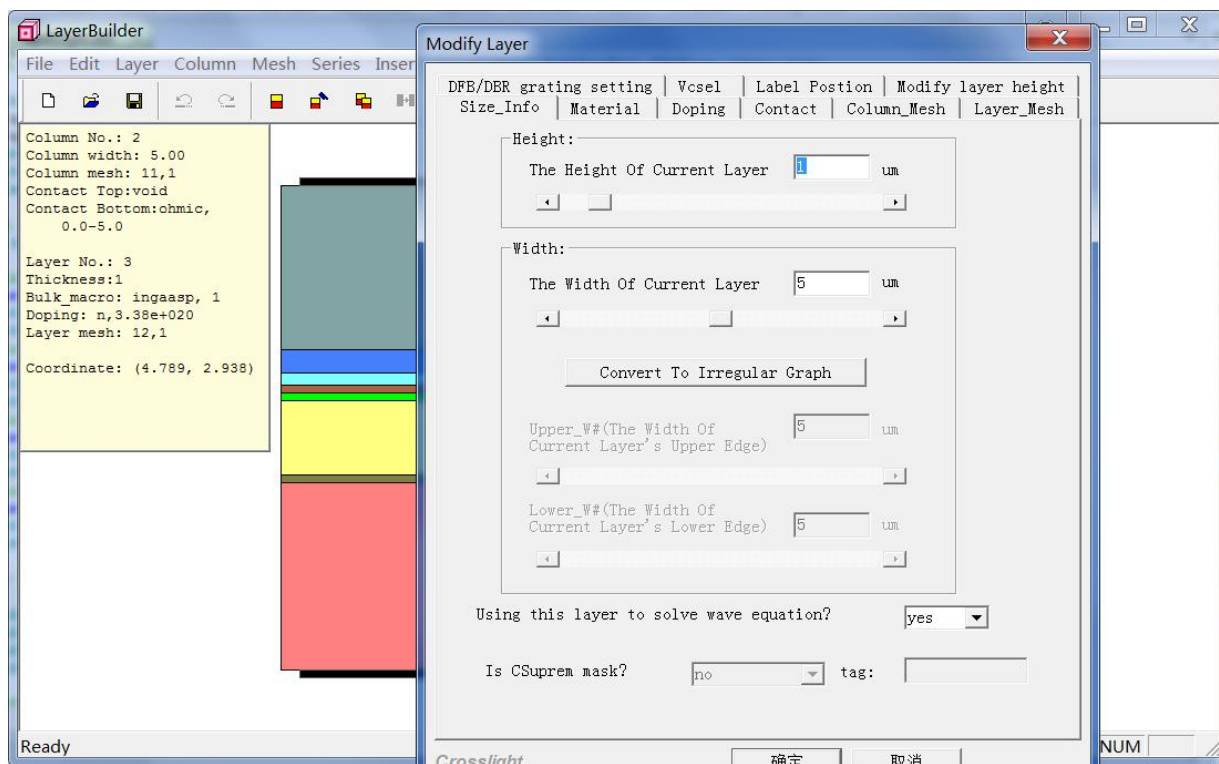 LayerBuilder
File Edit Layer Column Mesh Series Inser
Column No.: 2
Column width: 5.00
Column mesh: 11,1
Contact Top:void
Contact Bottom:ohmic,
0.0-5.0
Layer No.: 3
Thickness:1
Bulk_macro: ingaasp, 1
Doping: n,3.38e+020
Layer mesh: 12,1
Coordinate: (4.789, 2.938)
Ready
NUM
Modify Layer
DFB/DBR grating setting Vcsel Label Postion Modify layer height
Size_Info Material Doping Contact Column_Mesh Layer_Mesh
Height:
The Height Of Current Layer 1 um
Width:
The Width Of Current Layer 5 um
Convert To Irregular Graph
Upper_W#(The Width Of
Current Layer's Upper Edge) 5 um
Lower_W#(The Width Of
Current Layer's Lower Edge) 5 um
Using this layer to solve wave equation? yes
Is CSuprem mask? no tag:
Crosslight
确定 取消